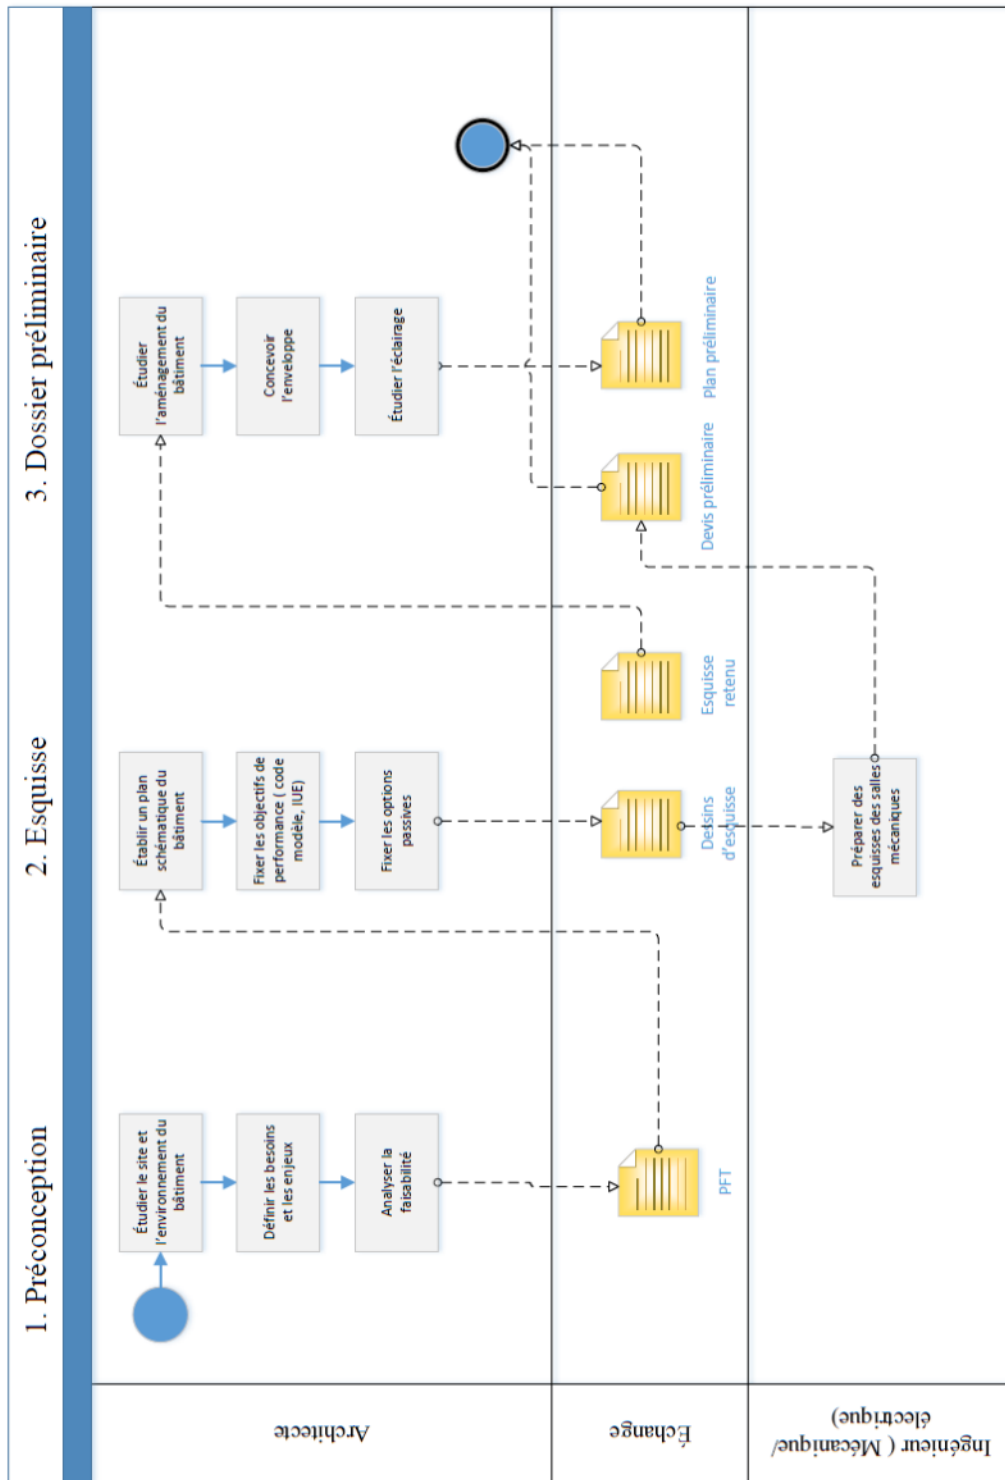 1. Préconception
2. Esquisse
3. Dossier préliminaire
Architecte
Étudier le site et
l'environnement du
bâtiment
Définir les besoins
et les enjeux
Analyser la
faisabilité
Établir un plan
schématique du
bâtiment
Fixer les objectifs de
performance ( code
modèle, IUE)
Fixer les options
passives
Étudier
l'aménagement du
bâtiment
Concevoir
l'enveloppe
Étudier l'éclairage
Échange
PFT
Dessins
d'esquisse
Esquisse
retenu
Devis préliminaire
Plan préliminaire
Ingénieur ( Mécanique/
électrique)
Préparer des
esquisses des salles
mécaniques